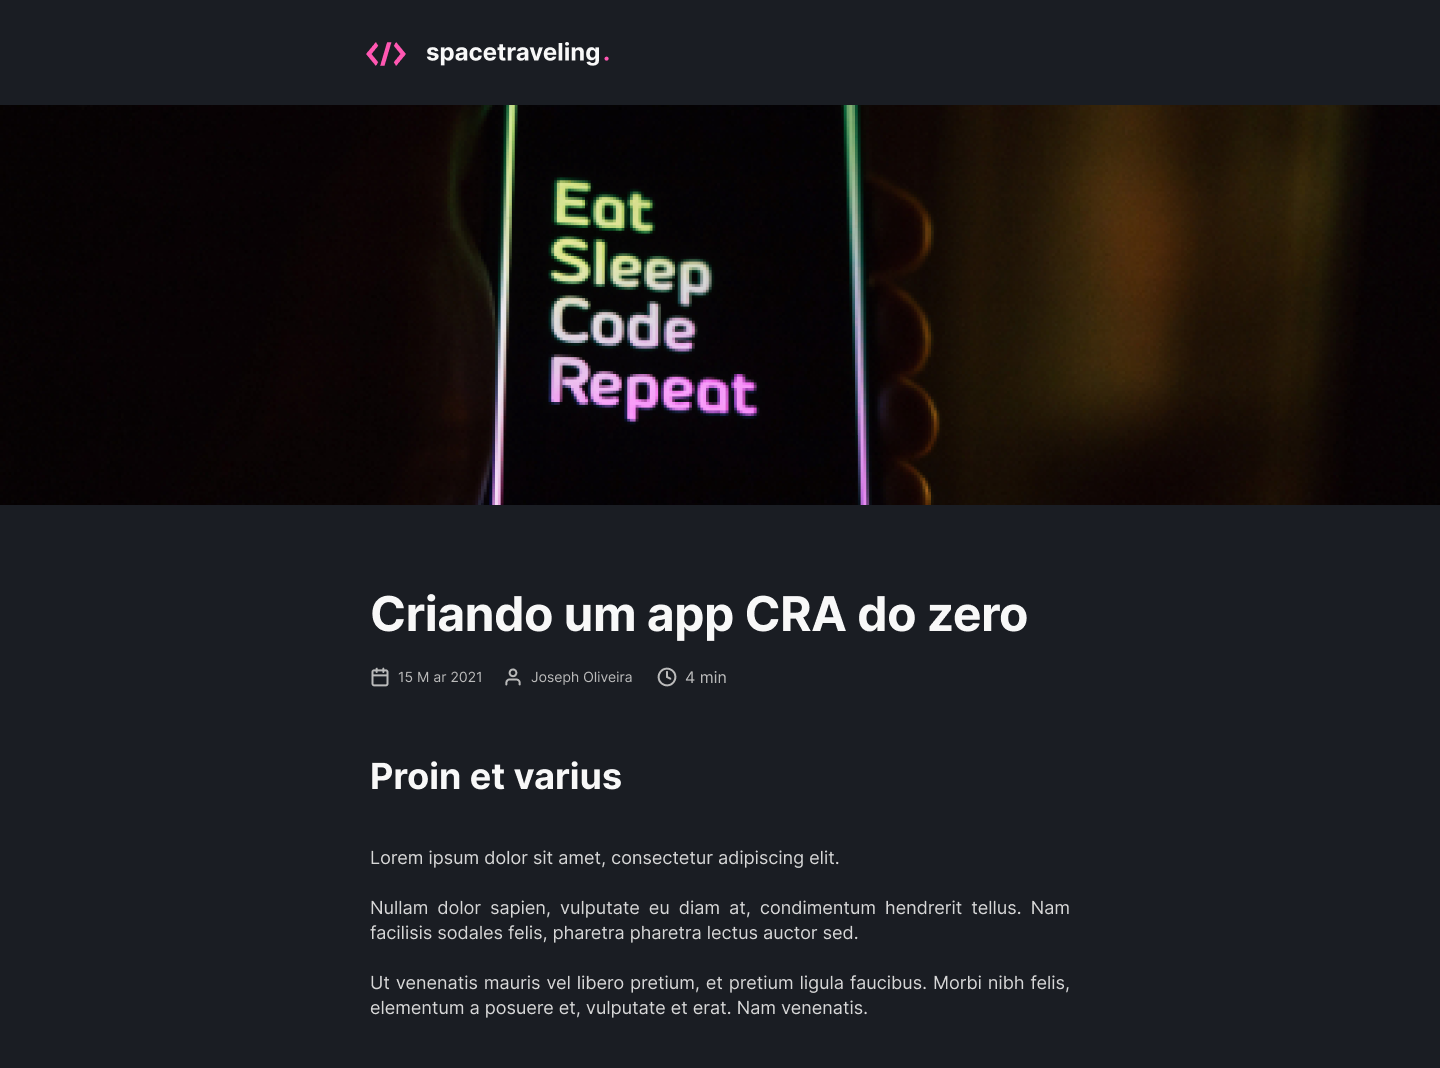 </> spacetraveling.
Eat
Sleep
Code
Repeat
Criando um app CRA do zero
15 M ar 2021 Joseph Oliveira 4 min
Proin et varius
Lorem ipsum dolor sit amet, consectetur adipiscing elit.
Nullam dolor sapien, vulputate eu diam at, condimentum hendrerit tellus. Nam
facilisis sodales felis, pharetra pharetra lectus auctor sed.
Ut venenatis mauris vel libero pretium, et pretium ligula faucibus. Morbi nibh felis,
elementum a posuere et, vulputate et erat. Nam venenatis.